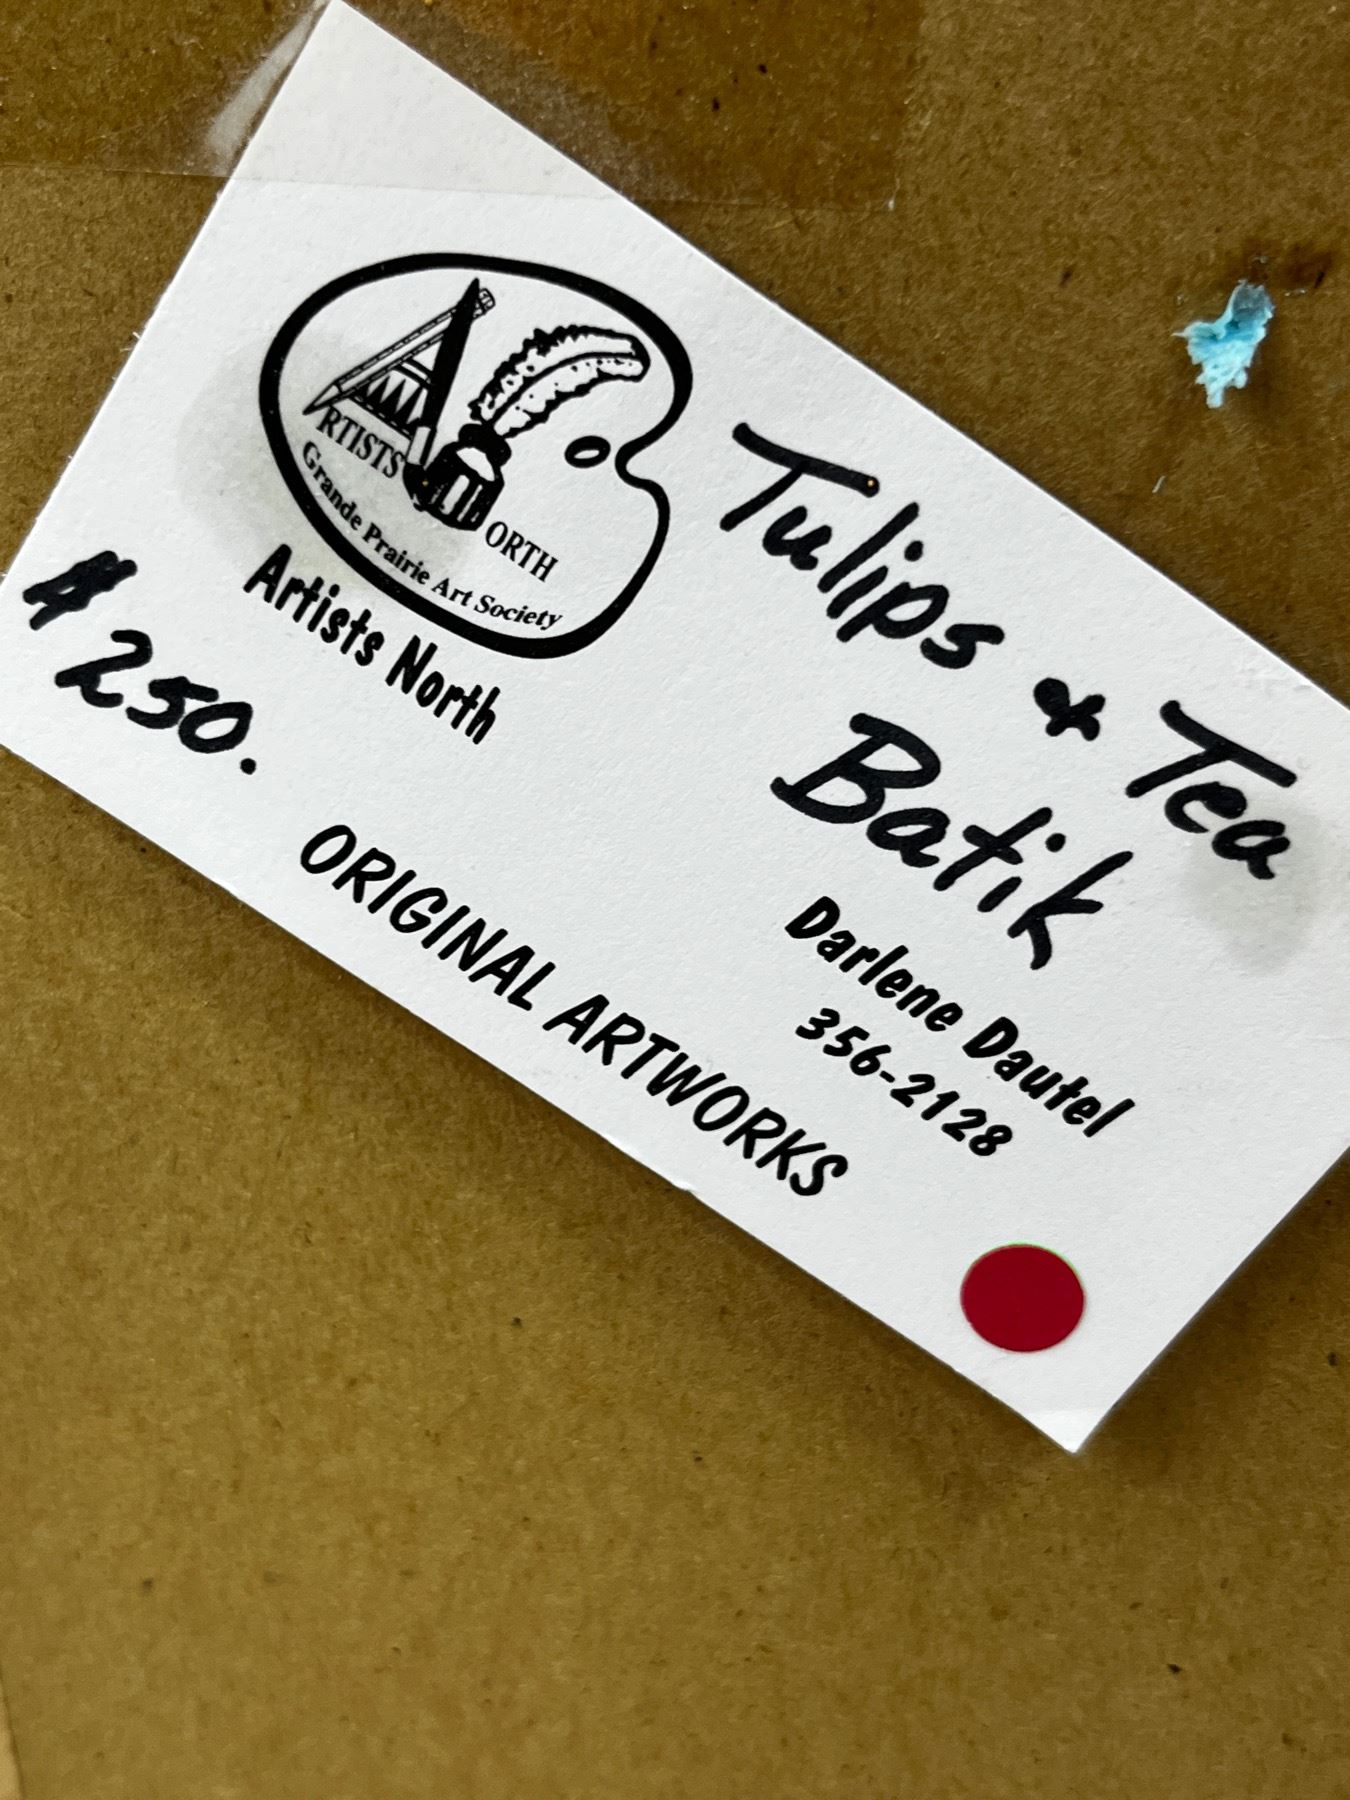 ARTISTS NORTH
Grande Prairie Art Society
Artists North
$250.
Tulips & Tea
Batik
Darlene Dautel
356-2128
ORIGINAL ARTWORKS